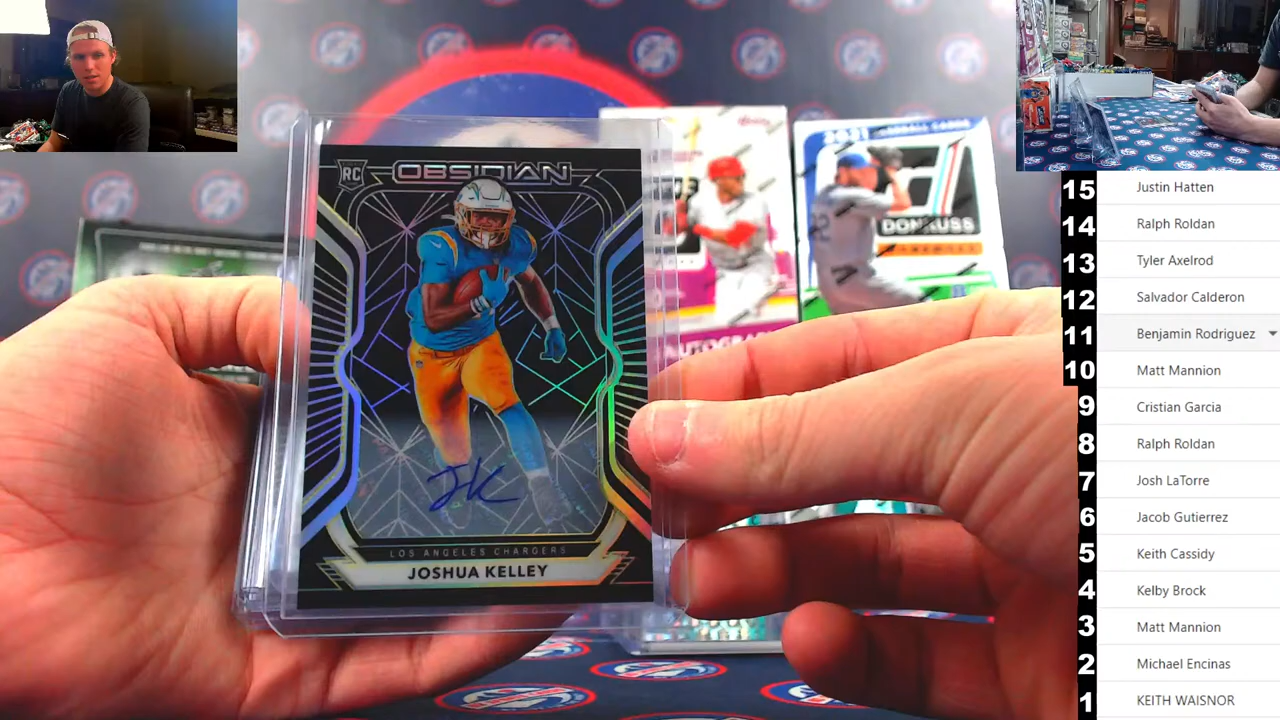 RC
OBSIDIAN
JK
LOS ANGELES CHARGERS
JOSHUA KELLEY
2021
DONRUSS
AUTOGRAPH
15 Justin Hatten
14 Ralph Roldan
13 Tyler Axelrod
12 Salvador Calderon
11 Benjamin Rodriguez
10 Matt Mannion
9 Cristian Garcia
8 Ralph Roldan
7 Josh LaTorre
6 Jacob Gutierrez
5 Keith Cassidy
4 Kelby Brock
3 Matt Mannion
2 Michael Encinas
1 KEITH WAISNOR